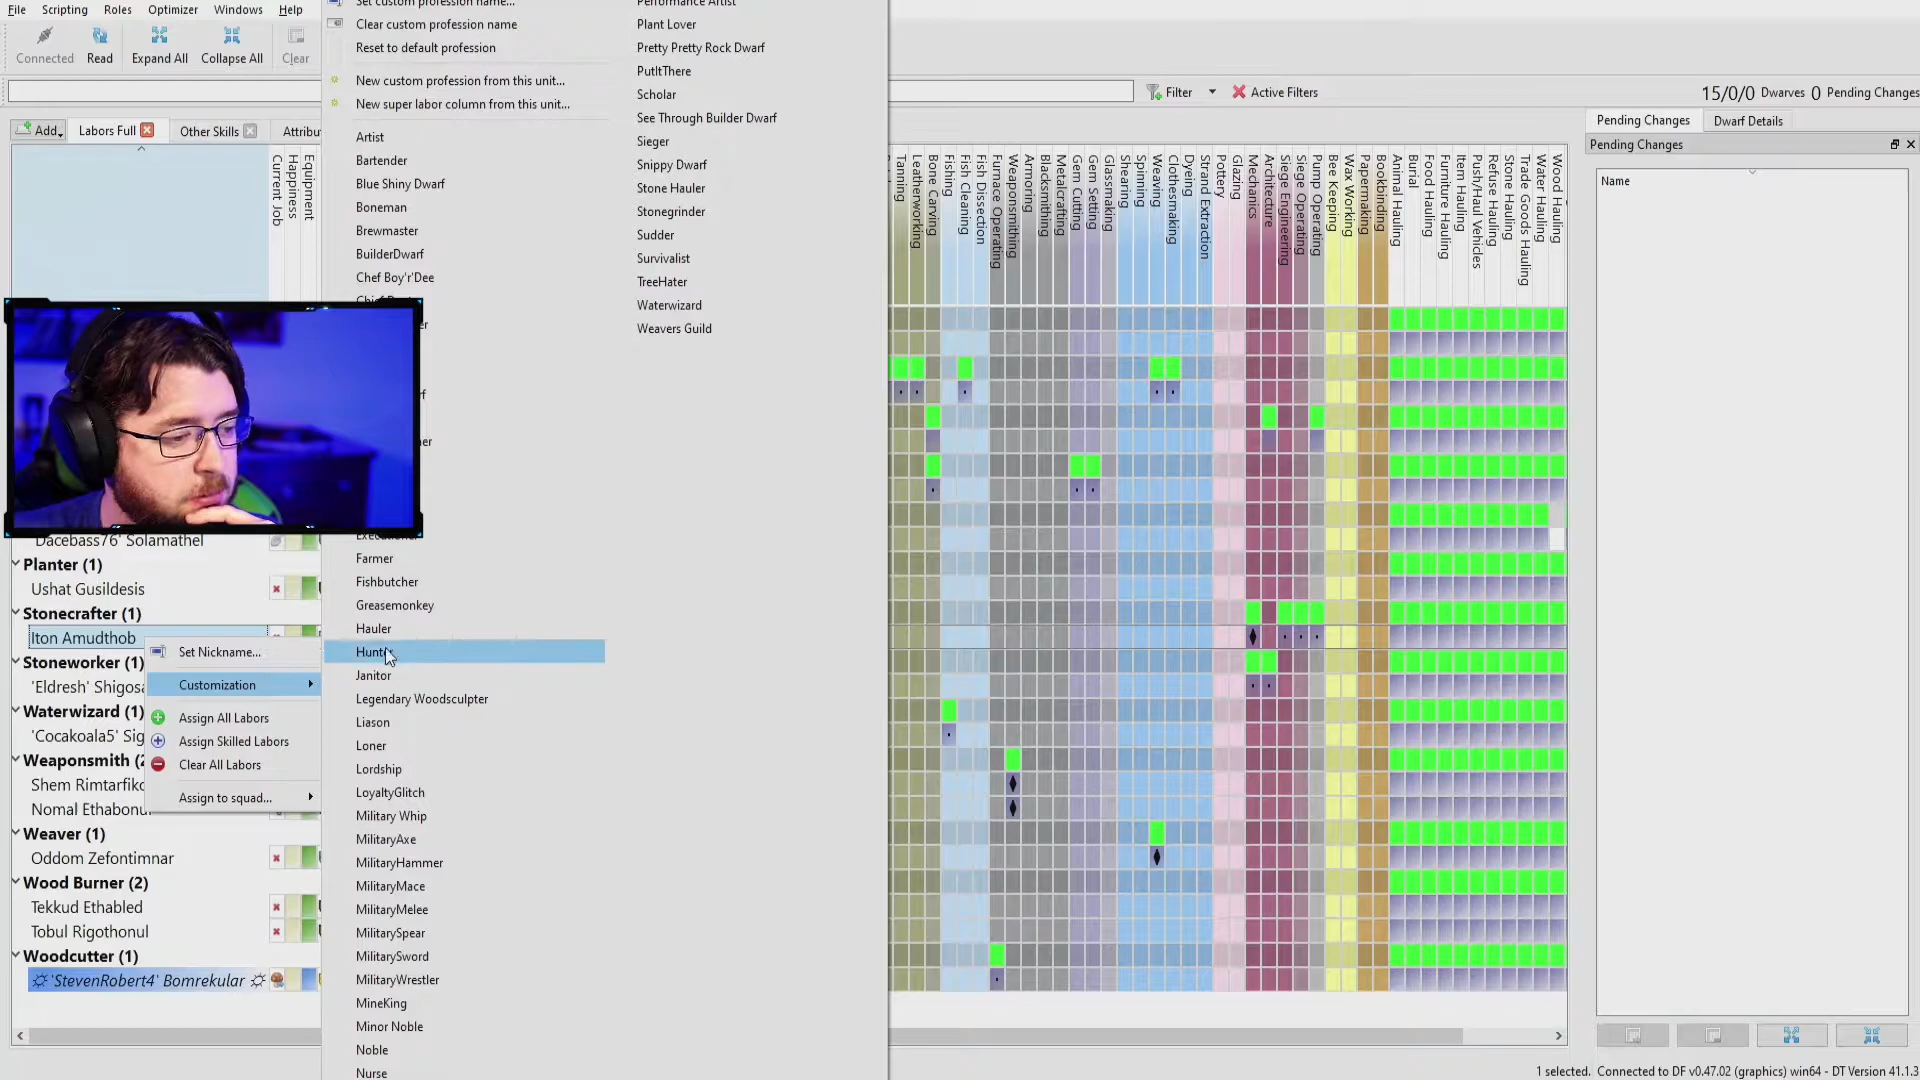 File Scripting Roles Optimizer Windows Help
Connected Read Expand All Collapse All Clear
Filter Active Filters
15/0/0 Dwarves 0 Pending Changes
Add
Labors Full
Other Skills
Clear custom profession name
Reset to default profession
New custom profession from this unit...
New super labor column from this unit...
Artist
Bartender
Blue Shiny Dwarf
Boneman
Brewmaster
BuilderDwarf
Chef Boy'r'Dee
Farmer
Fishbutcher
Greasemonkey
Hauler
Hunter
Janitor
Legendary Woodsculpter
Liason
Loner
Lordship
LoyaltyGlitch
Military Whip
MilitaryAxe
MilitaryHammer
MilitaryMace
MilitaryMelee
MilitarySpear
MilitarySword
MilitaryWrestler
MineKing
Minor Noble
Noble
Nurse
Performance Artist
Plant Lover
Pretty Pretty Rock Dwarf
PutItThere
Scholar
See Through Builder Dwarf
Sieger
Snippy Dwarf
Stone Hauler
Stonegrinder
Sudder
Survivalist
TreeHater
Waterwizard
Weavers Guild
Current Job
Happiness
Equipment
Tanning
Leatherworking
Bone Carving
Fishing
Fish Cleaning
Fish Dissection
Furnace Operating
Weaponsmithing
Armoring
Blacksmithing
Metalcrafting
Gem Cutting
Gem Setting
Glassmaking
Shearing
Spinning
Weaving
Clothesmaking
Dyeing
Strand Extraction
Pottery
Glazing
Mechanics
Architecture
Siege Engineering
Siege Operating
Pump Operating
Bee Keeping
Wax Working
Papermaking
Bookbinding
Animal Hauling
Burial
Food Hauling
Furniture Hauling
Item Hauling
Push/Haul Vehicles
Refuse Hauling
Stone Hauling
Trade Goods Hauling
Water Hauling
Wood Hauling
Dacebass76' Solamathel
Planter (1)
Ushat Gusildesis
Stonecrafter (1)
Iton Amudthob
Stoneworker (1)
'Eldresh'
Waterwizard (1)
'Cocakoala5'
Weaponsmith
Shem
Nomal
Weaver (1)
Oddom Zefontimnar
Wood Burner (2)
Tekkud Ethabled
Tobul Rigothonul
Woodcutter (1)
'StevenRobert4' Bomrekular
Set Nickname...
Customization
Assign All Labors
Assign Skilled Labors
Clear All Labors
Assign to squad...
Pending Changes Dwarf Details
Pending Changes
Name
1 selected. Connected to DF v0.47.02 (graphics) win64 - DT Version 41.1.3